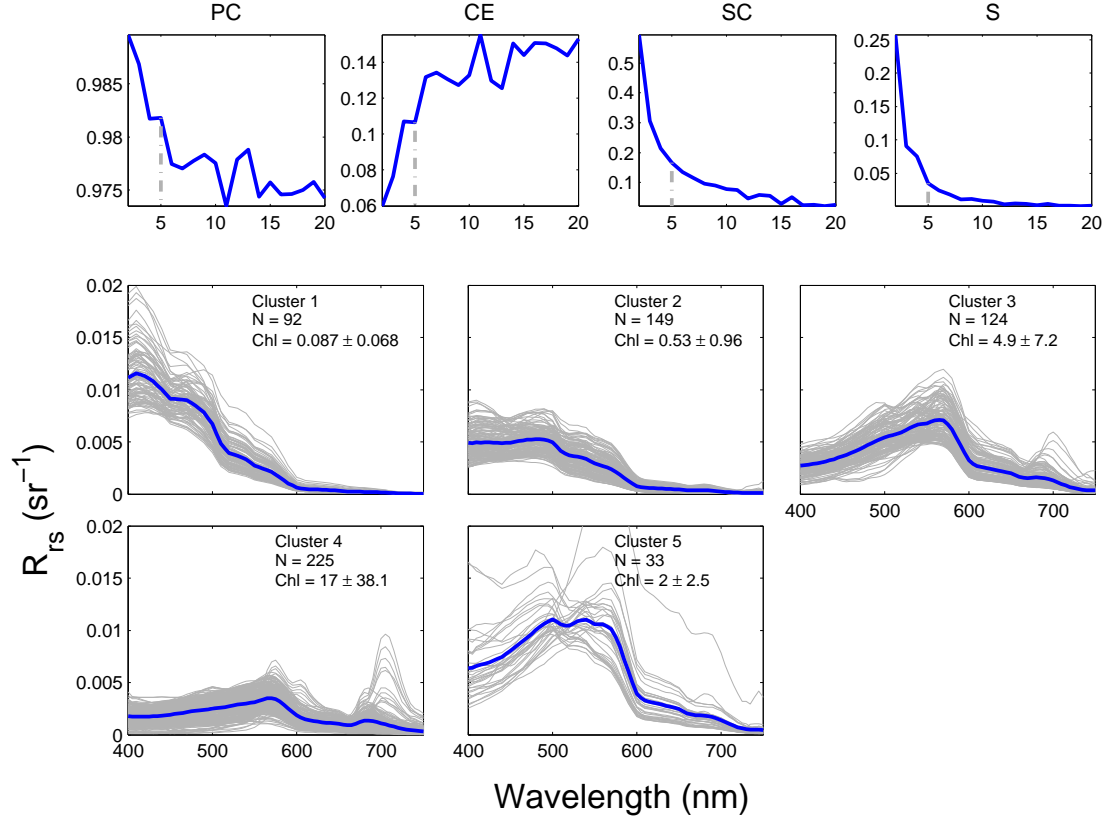 PC CE SC S
0.985 0.98 0.975
5 10 15 20
0.14 0.12 0.1 0.08 0.06
5 10 15 20
0.5 0.4 0.3 0.2 0.1
5 10 15 20
0.25 0.2 0.15 0.1 0.05
5 10 15 20
0.02 0.015 0.01 0.005 0
Cluster 1
N = 92
Chl = 0.087 ± 0.068
Cluster 2
N = 149
Chl = 0.53 ± 0.96
Cluster 3
N = 124
Chl = 4.9 ± 7.2
400 500 600 700
0.02 0.015 0.01 0.005 0
Cluster 4
N = 225
Chl = 17 ± 38.1
400 500 600 700
Cluster 5
N = 33
Chl = 2 ± 2.5
400 500 600 700
Rrs (sr−1)
Wavelength (nm)